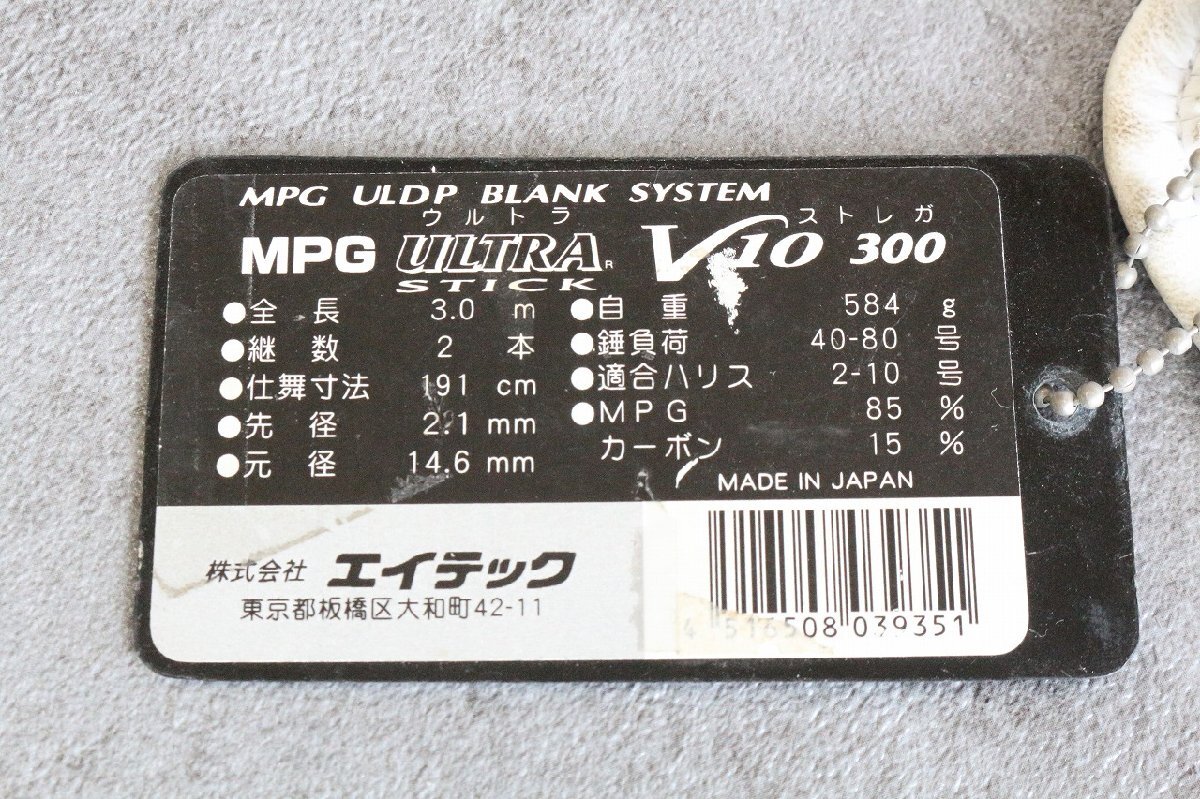 MPG ULDP BLANK SYSTEM
ウルトラ ストレガ
MPG ULTRA® V10 300
STICK
●全長 3.0 m
●継数 2 本
●仕舞寸法 191 cm
●先径 2.1 mm
●元径 14.6 mm
●自重 584 g
●錘負荷 40-80 号
●適合ハリス 2-10 号
●MPG 85 %
カーボン 15 %
MADE IN JAPAN
株式会社 エイテック
東京都板橋区大和町42-11
4 516508 039351